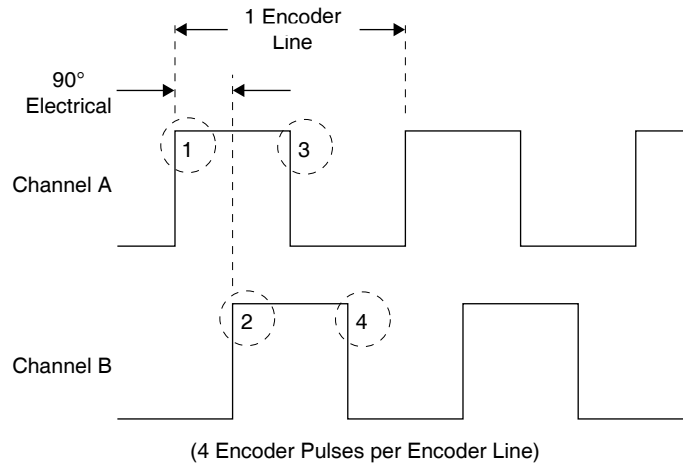 1 Encoder
Line
90°
Electrical
1
3
Channel A
2
4
Channel B
(4 Encoder Pulses per Encoder Line)